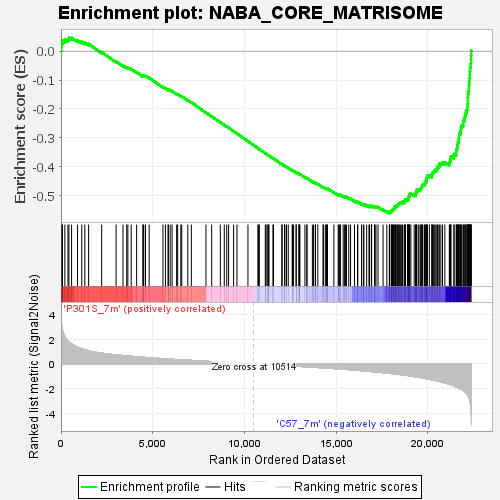 Enrichment plot: NABA_CORE_MATRISOME
Enrichment score (ES)
0.0
-0.1
-0.2
-0.3
-0.4
-0.5
'P301S_7m' (positively correlated)
Ranked list metric (Signal2Noise)
4
2
0
-2
-4
Zero cross at 10514
'C57_7m' (negatively correlated)
0
5,000
10,000
15,000
20,000
Rank in Ordered Dataset
Enrichment profile
Hits
Ranking metric scores